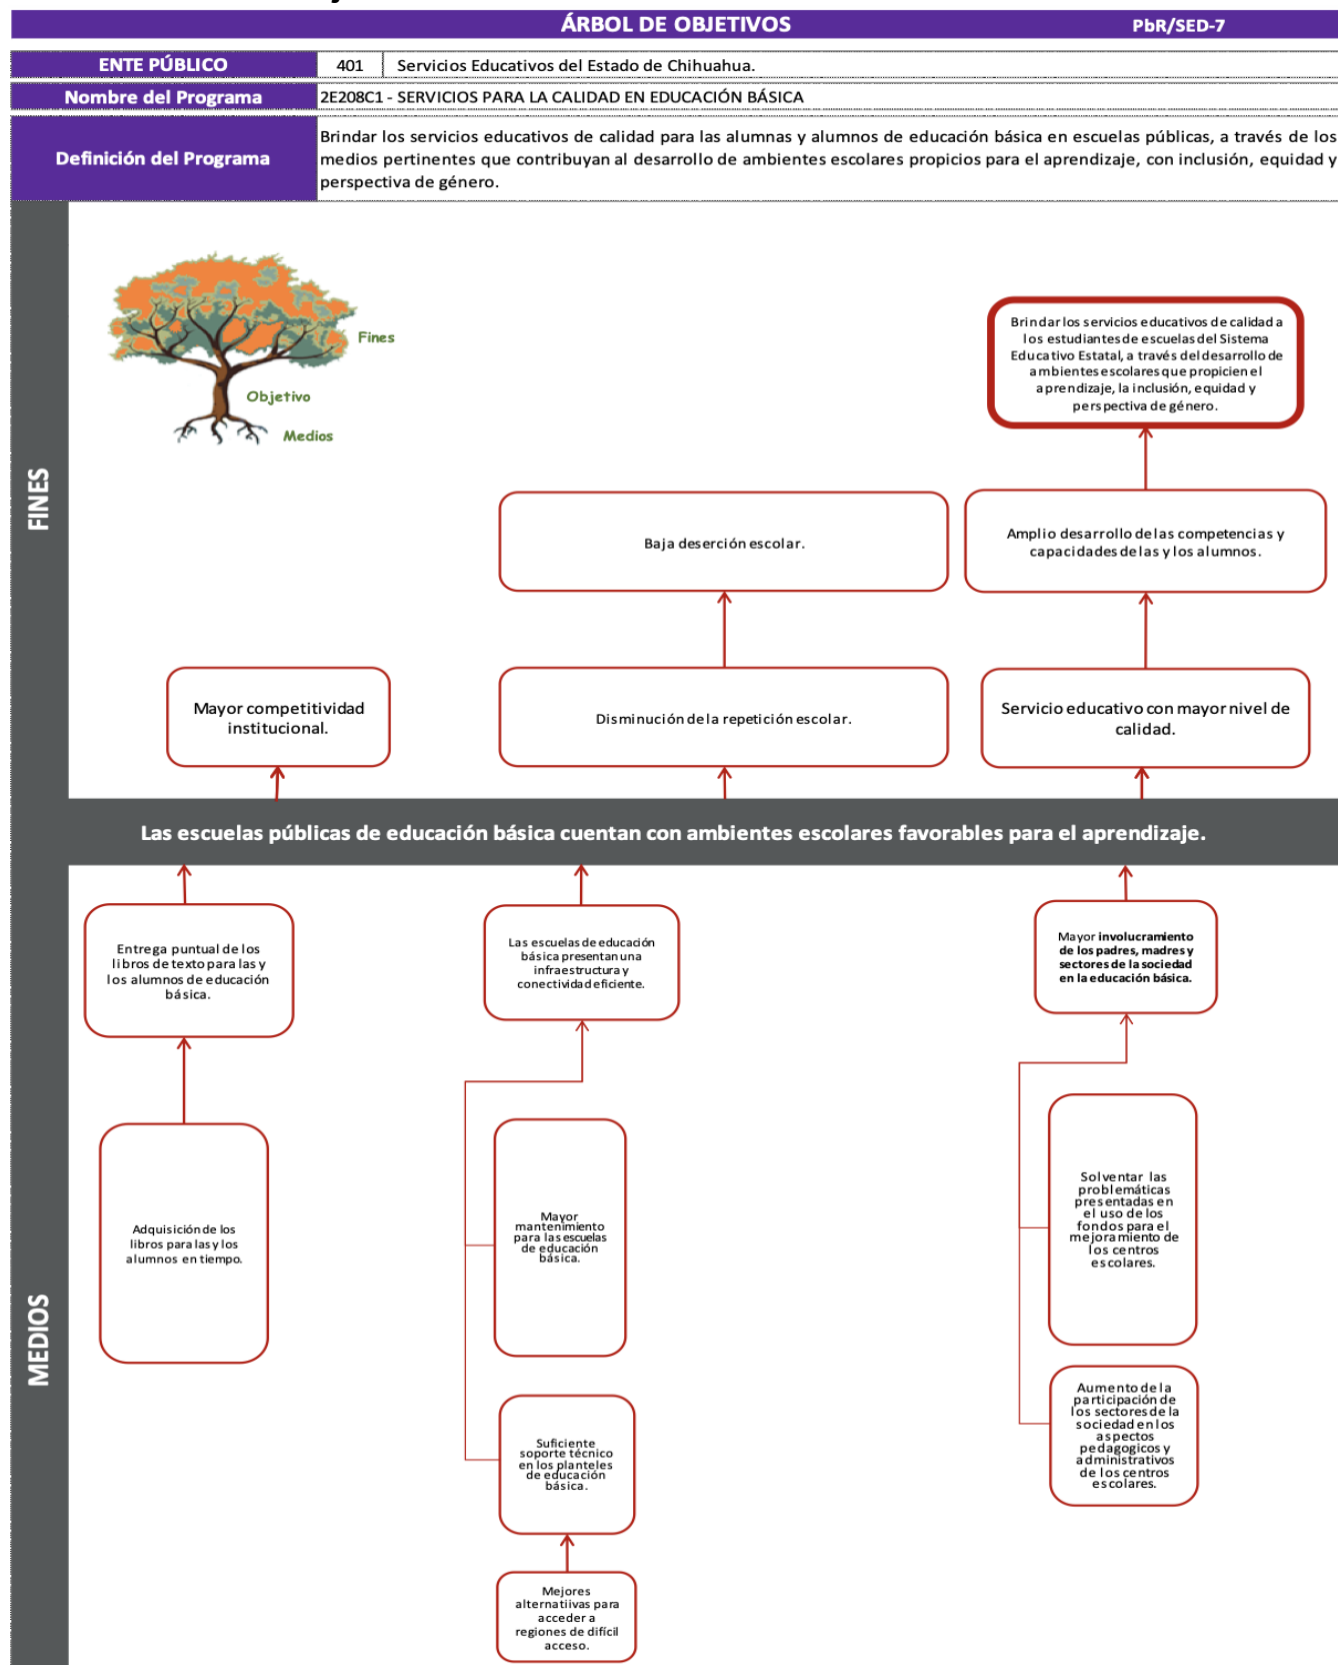 ÁRBOL DE OBJETIVOS
PbR/SED-7
ENTE PÚBLICO
401
Servicios Educativos del Estado de Chihuahua.
Nombre del Programa
2E208C1 - SERVICIOS PARA LA CALIDAD EN EDUCACIÓN BÁSICA
Definición del Programa
Brindar los servicios educativos de calidad para las alumnas y alumnos de educación básica en escuelas públicas, a través de los
medios pertinentes que contribuyan al desarrollo de ambientes escolares propicios para el aprendizaje, con inclusión, equidad y
perspectiva de género.
FINES
Fines
Objetivo
Medios
Brindar los servicios educativos de calidad a
los estudiantes de escuelas del Sistema
Educativo Estatal, a través del desarrollo de
ambientes escolares que propicien el
aprendizaje, la inclusión, equidad y
perspectiva de género.
Baja deserción escolar.
Amplio desarrollo de las competencias y
capacidades de las y los alumnos.
Mayor competitividad
institucional.
Disminución de la repetición escolar.
Servicio educativo con mayor nivel de
calidad.
Las escuelas públicas de educación básica cuentan con ambientes escolares favorables para el aprendizaje.
MEDIOS
Entrega puntual de los
libros de texto para las y
los alumnos de educación
básica.
Las escuelas de educación
básica presentan una
infraestructura y
conectividad eficiente.
Mayor involucramiento
de los padres, madres y
sectores de la sociedad
en la educación básica.
Adquisición de los
libros para las y los
alumnos en tiempo.
Mayor
mantenimiento
para las escuelas
de educación
básica.
Solventar las
problemáticas
presentadas en
el uso de los
fondos para el
mejoramiento de
los centros
escolares.
Suficiente
soporte técnico
en los planteles
de educación
básica.
Aumento de la
participación de
los sectores de la
sociedad en los
aspectos
pedagogicos y
administrativos
de los centros
escolares.
Mejores
alternatiivas para
acceder a
regiones de difícil
acceso.